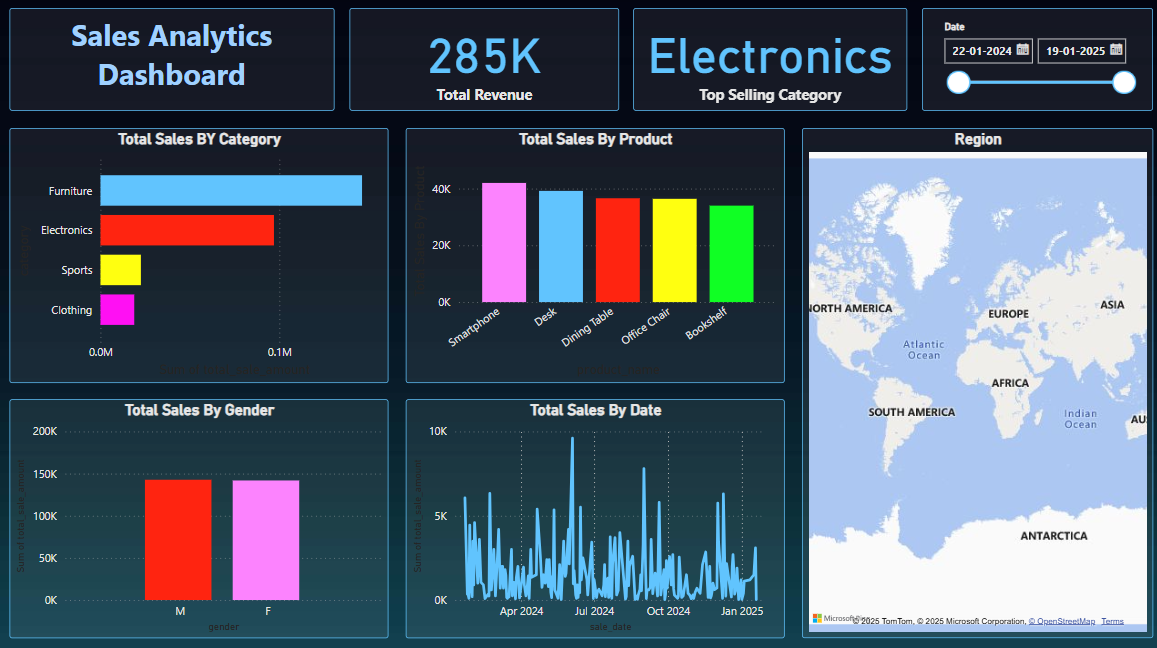 Sales Analytics
Dashboard
285K
Total Revenue
Electronics
Top Selling Category
Date
22-01-2024
19-01-2025
Total Sales BY Category
Furniture
Electronics
Sports
Clothing
0.0M
0.1M
Total Sales By Product
40K
20K
0K
Smartphone
Desk
Dining Table
Office Chair
Bookshelf
Region
NORTH AMERICA
EUROPE
ASIA
Atlantic
Ocean
AFRICA
SOUTH AMERICA
Indian
Ocean
AU
ANTARCTICA
© 2025 TomTom, © 2025 Microsoft Corporation, © OpenStreetMap Terms
Total Sales By Gender
200K
150K
100K
50K
0K
Sum of total_sale_amount
M
F
gender
Total Sales By Date
10K
5K
0K
Sum of total_sale_amount
Apr 2024
Jul 2024
Oct 2024
Jan 2025
sale_date